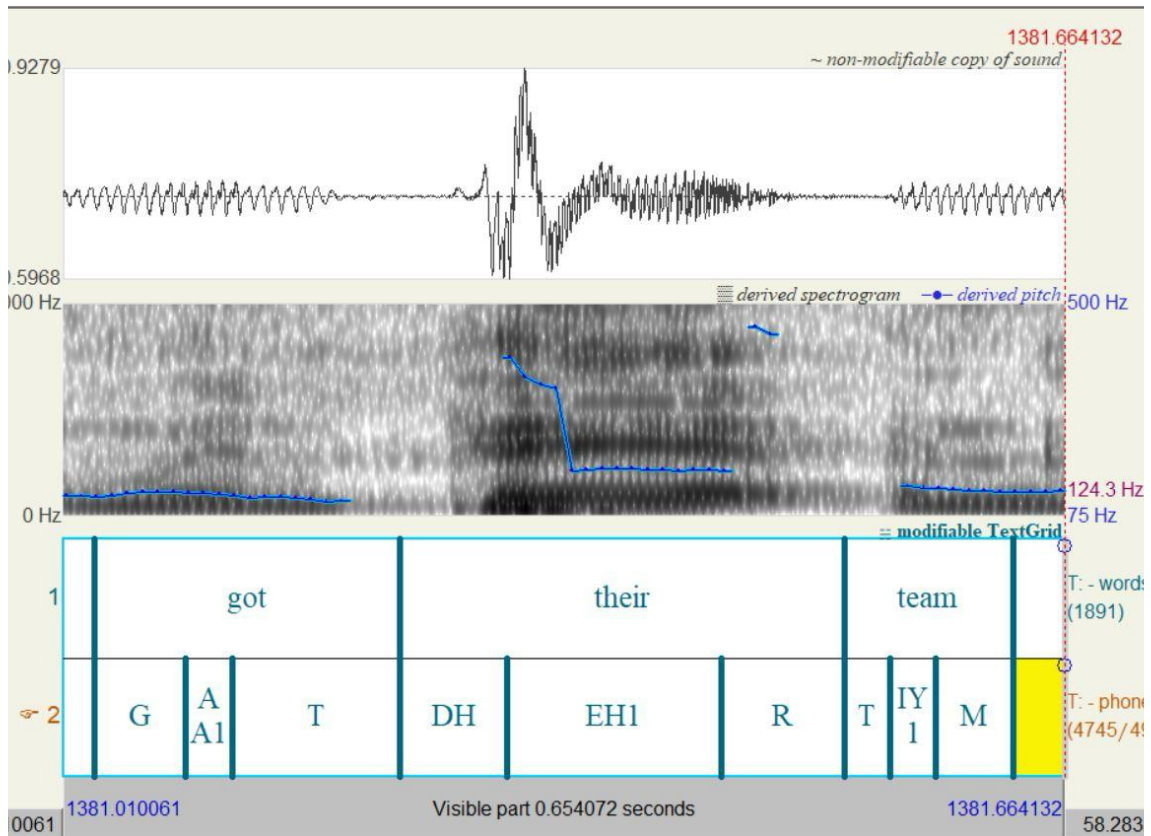 1381.664132
0.9279
~ non-modifiable copy of sound
0.5968
000 Hz
derived spectrogram
derived pitch
500 Hz
124.3 Hz
0 Hz
75 Hz
modifiable TextGrid
1
got
their
team
T: - words
(1891)
2
G
A
A1
T
DH
EH1
R
T
IY
1
M
T: - phone
(4745/49
1381.010061
Visible part 0.654072 seconds
1381.664132
0061
58.283